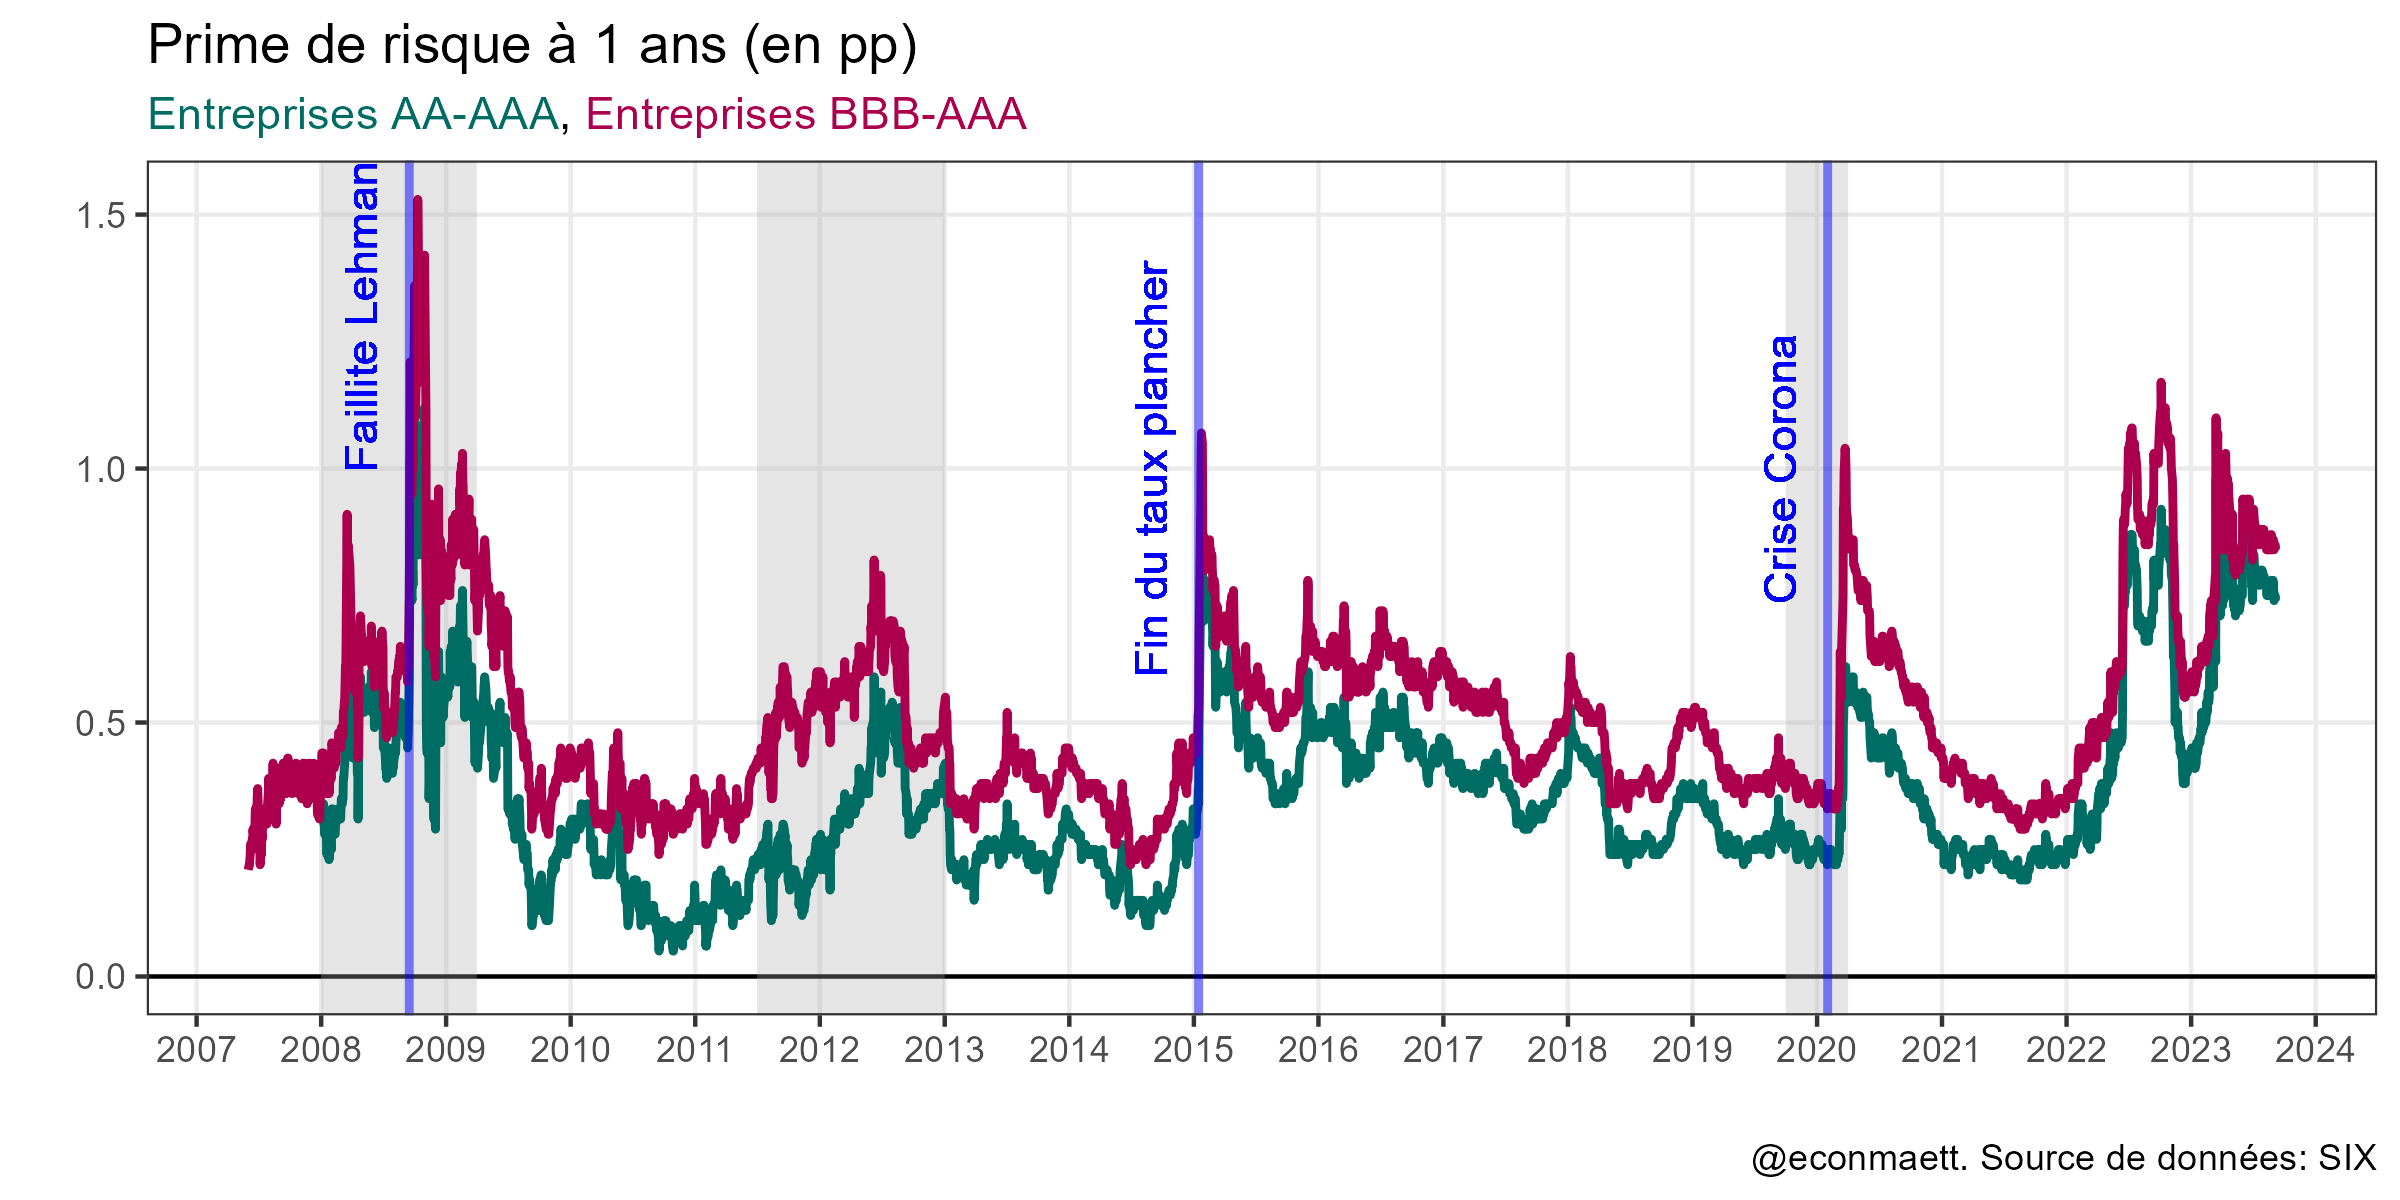 Prime de risque à 1 ans (en pp)
Entreprises AA-AAA, Entreprises BBB-AAA
Faillite Lehman
Fin du taux plancher
Crise Corona
1.5
1.0
0.5
0.0
2007 2008 2009 2010 2011 2012 2013 2014 2015 2016 2017 2018 2019 2020 2021 2022 2023 2024
@econmaett. Source de données: SIX